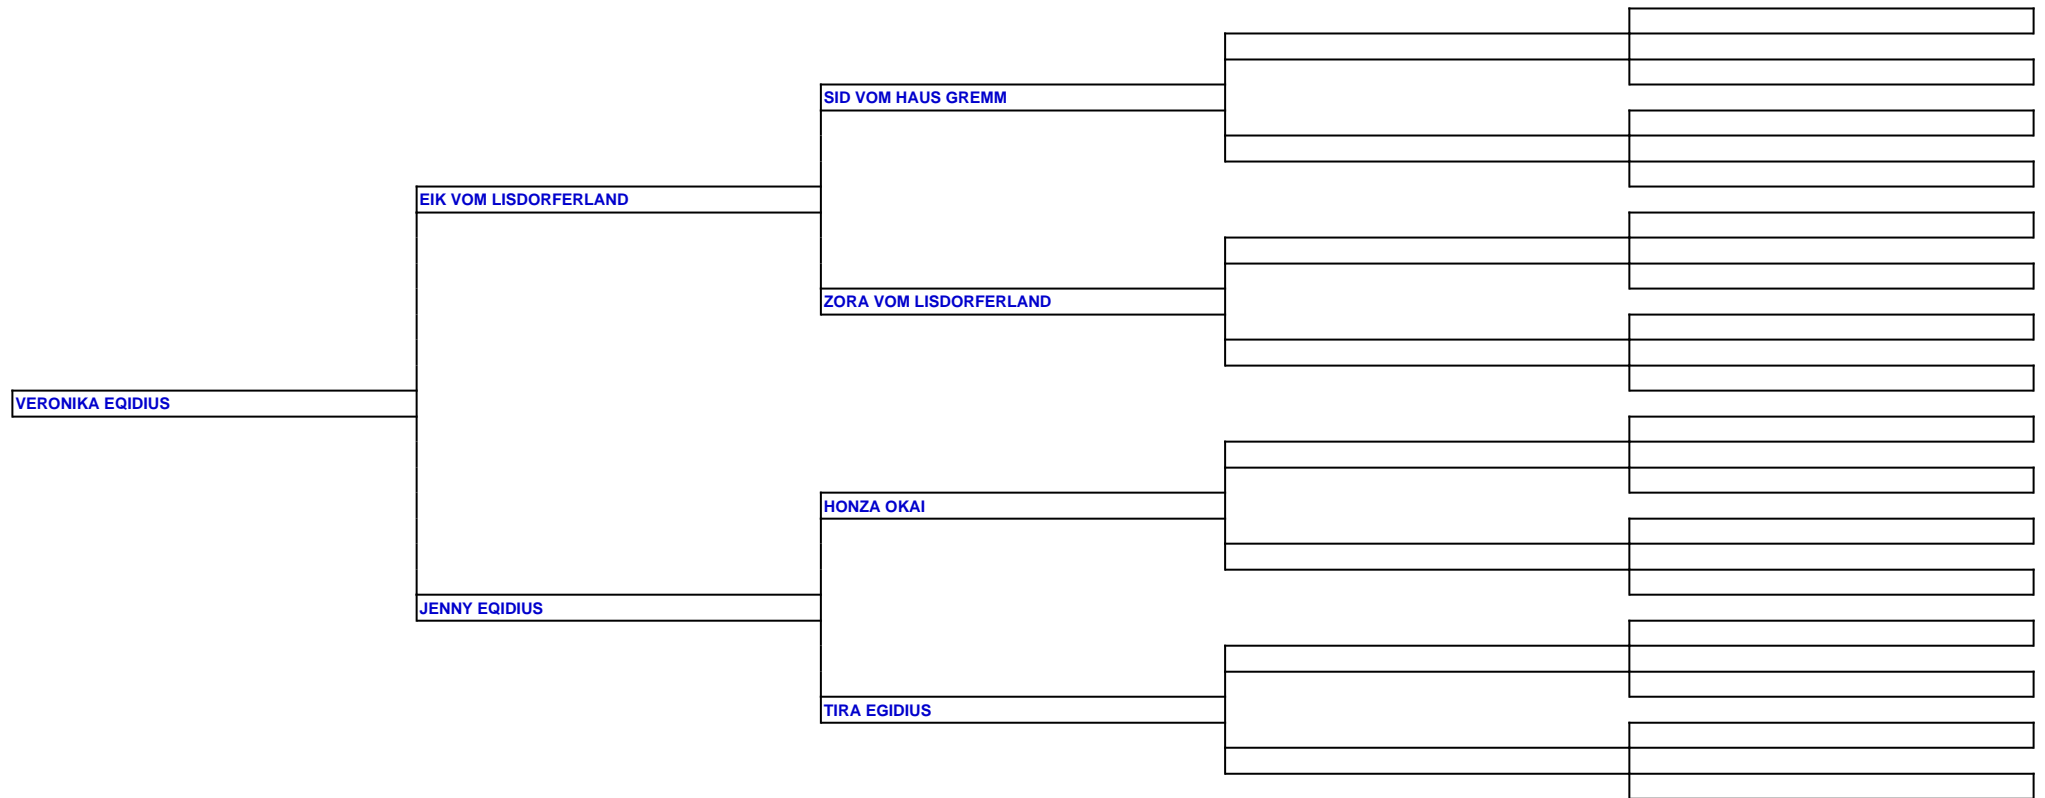 SID VOM HAUS GREMM
EIK VOM LISDORFERLAND
ZORA VOM LISDORFERLAND
VERONIKA EQIDIUS
HONZA OKAI
JENNY EQIDIUS
TIRA EGIDIUS